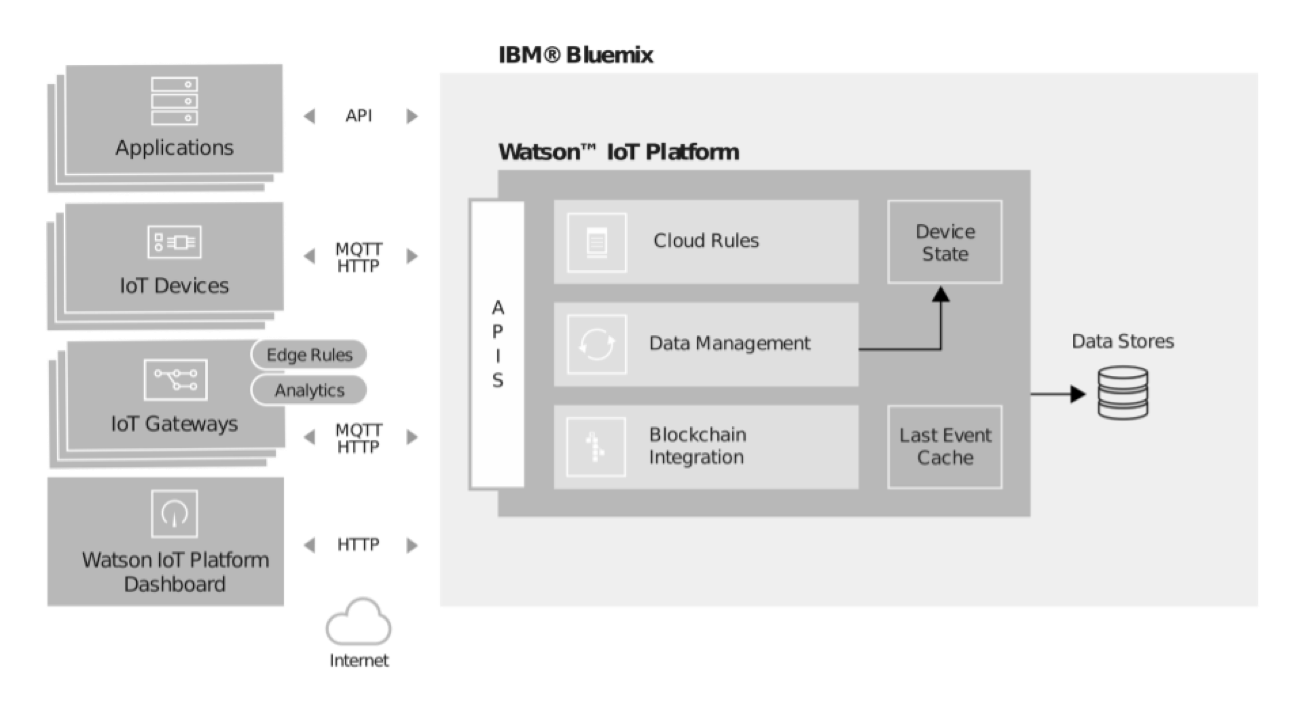 IBM® Bluemix
Applications
API
Watson™ IoT Platform
IoT Devices
MQTT
HTTP
A
P
I
S
Cloud Rules
Device
State
Data Management
Data Stores
Blockchain
Integration
Last Event
Cache
Edge Rules
Analytics
IoT Gateways
MQTT
HTTP
Watson IoT Platform
Dashboard
HTTP
Internet